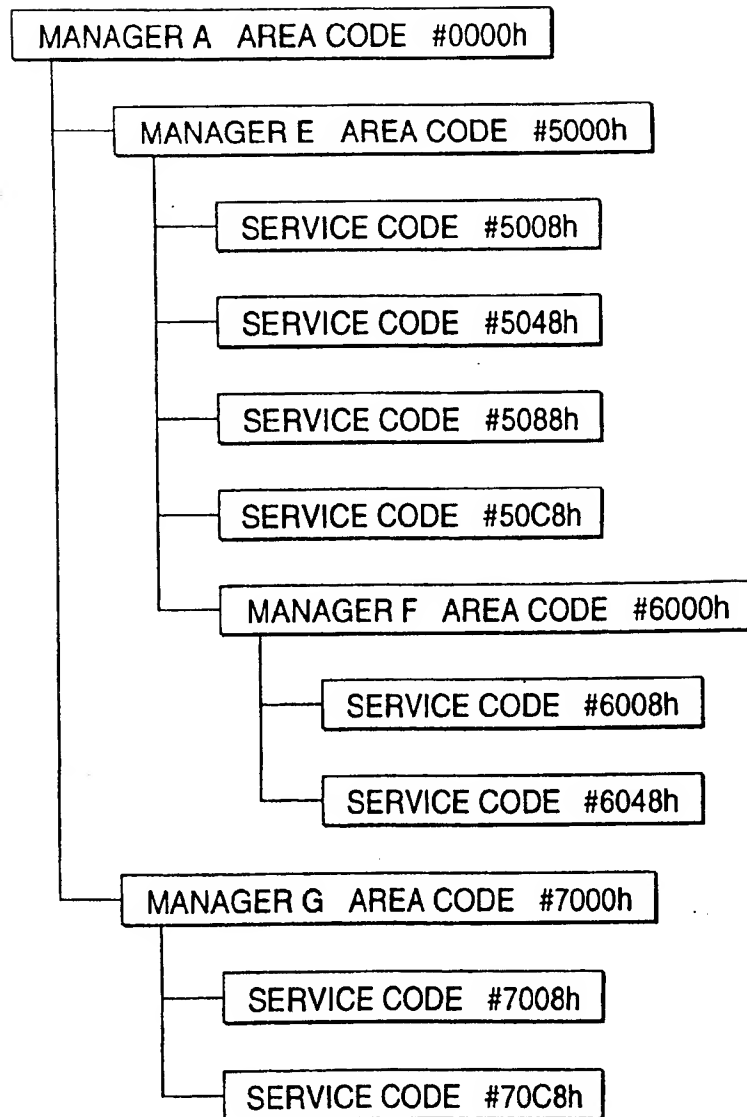 MANAGER A AREA CODE #0000h
MANAGER E AREA CODE #5000h
SERVICE CODE #5008h
SERVICE CODE #5048h
SERVICE CODE #5088h
SERVICE CODE #50C8h
MANAGER F AREA CODE #6000h
SERVICE CODE #6008h
SERVICE CODE #6048h
MANAGER G AREA CODE #7000h
SERVICE CODE #7008h
SERVICE CODE #70C8h